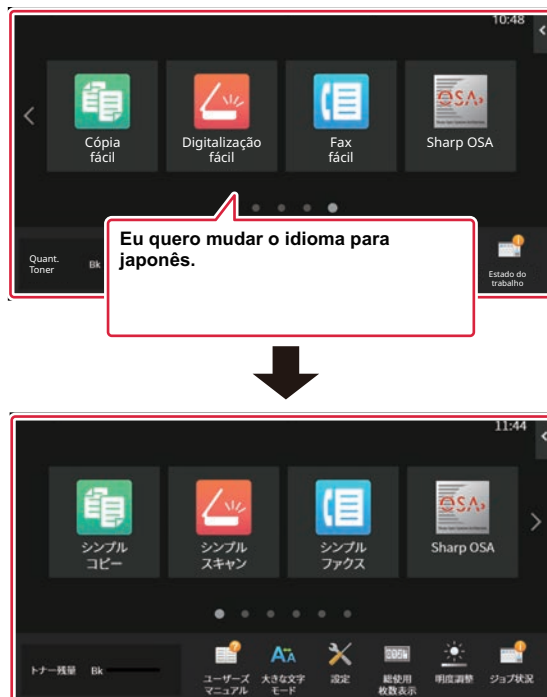 10:48
Cópia
fácil
Digitalização
fácil
Fax
fácil
OSA
Sharp OSA
Eu quero mudar o idioma para
japonês.
Quant.
Toner
Bk
Estado do
trabalho
11:44
シンプル
コピー
シンプル
スキャン
シンプル
ファクス
OSA
Sharp OSA
トナー残量
Bk
ユーザーズ
マニュアル
大きな文字
モード
設定
総使用
枚数表示
明度調整
ジョブ状況